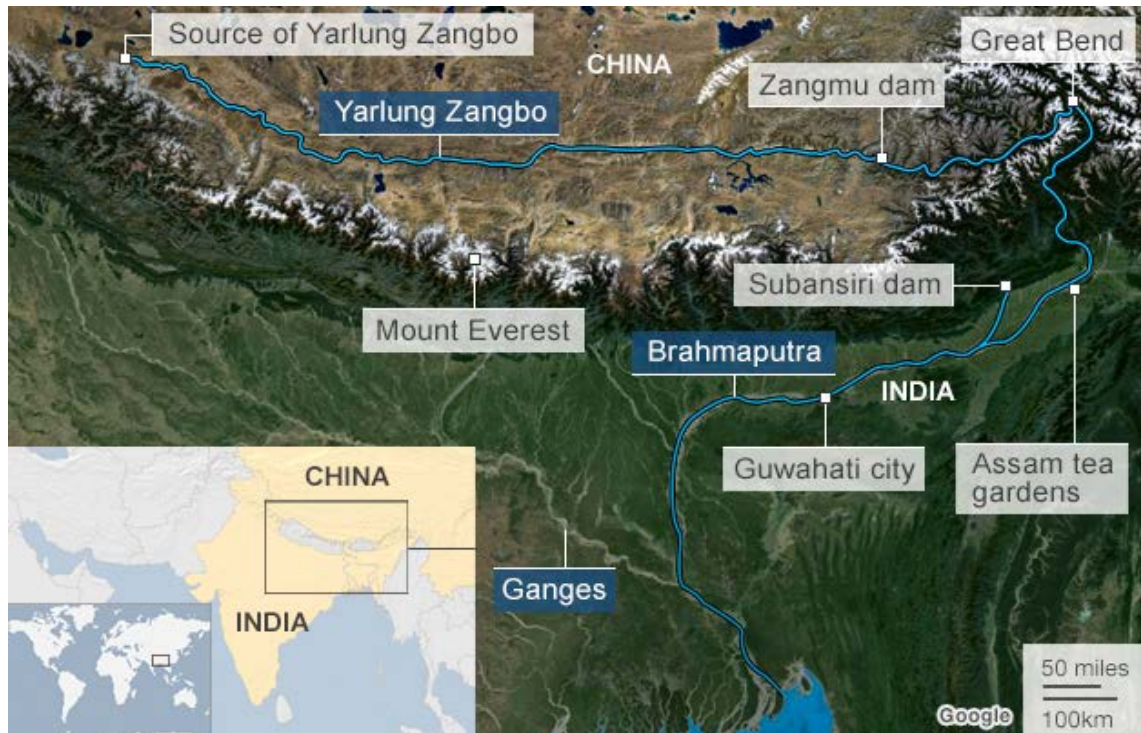 Source of Yarlung Zangbo
Great Bend
CHINA
Zangmu dam
Yarlung Zangbo
Subansiri dam
Mount Everest
Brahmaputra
INDIA
Guwahati city
Assam tea
gardens
CHINA
Ganges
INDIA
50 miles
100km
Google